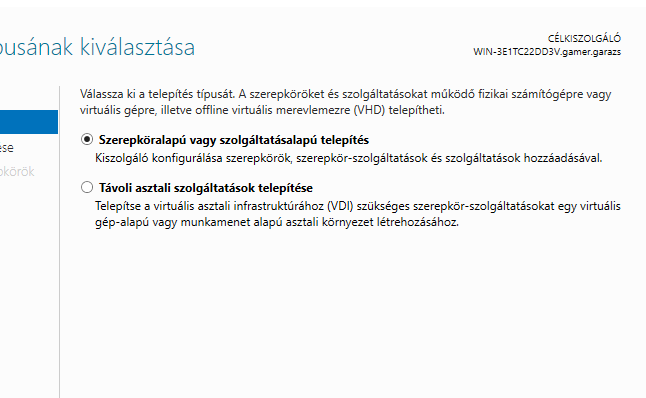 pusának kiválasztása
CÉLKISZOLGÁLÓ
WIN-3E1TC22DD3V.gamer.garazs
ese
pkörök
Válassza ki a telepítés típusát. A szerepköröket és szolgáltatásokat működő fizikai számítógépre vagy
virtuális gépre, illetve offline virtuális merevlemezre (VHD) telepítheti.
Szerepköralapú vagy szolgáltatásalapú telepítés
Kiszolgáló konfigurálása szerepkörök, szerepkör-szolgáltatások és szolgáltatások hozzáadásával.
Távoli asztali szolgáltatások telepítése
Telepítse a virtuális asztali infrastruktúrához (VDI) szükséges szerepkör-szolgáltatásokat egy virtuális
gép-alapú vagy munkamenet alapú asztali környezet létrehozásához.